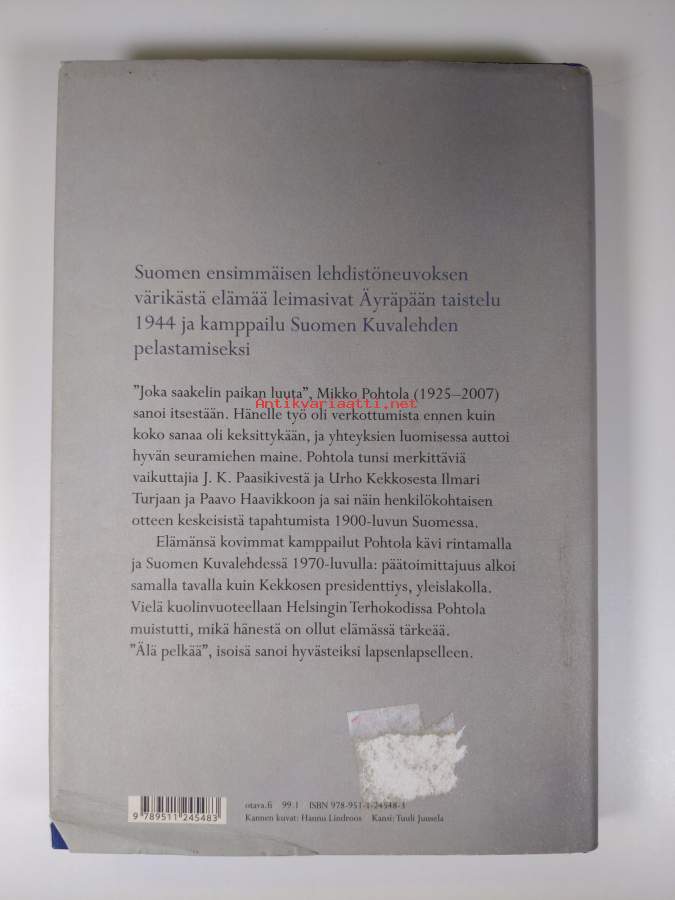 Suomen ensimmäisen lehdistöneuvoksen
värikästä elämää leimasivat Äyräpään taistelu
1944 ja kamppailu Suomen Kuvalehden
pelastamiseksi
"Joka saakelin paikan luuta", Mikko Pohtola (1925–2007)
Antikvariaatti.net
sanoi itsestään. Hänelle työ oli verkottumista ennen kuin
koko sanaa oli keksittykään, ja yhteyksien luomisessa auttoi
hyvän seuramiehen maine. Pohtola tunsi merkittäviä
vaikuttajia J. K. Paasikivestä ja Urho Kekkosesta Ilmari
Turjaan ja Paavo Haavikkoon ja sai näin henkilökohtaisen
otteen keskeisistä tapahtumista 1900-luvun Suomessa.
Elämänsä kovimmat kamppailut Pohtola kävi rintamalla
ja Suomen Kuvalehdessä 1970-luvulla: päätoimittajuus alkoi
samalla tavalla kuin Kekkosen presidenttiys, yleislakolla.
Vielä kuolinvuoteellaan Helsingin Terhokodissa Pohtola
muistutti, mikä hänestä on ollut elämässä tärkeää.
"Älä pelkää", isoisä sanoi hyvästeiksi lapsenlapselleen.
otava.fi 99.1 ISBN 978-951-1-24548-3
Kannen kuvat: Hannu Lindroos Kansi: Tuuli Juusela
9 789511 245483